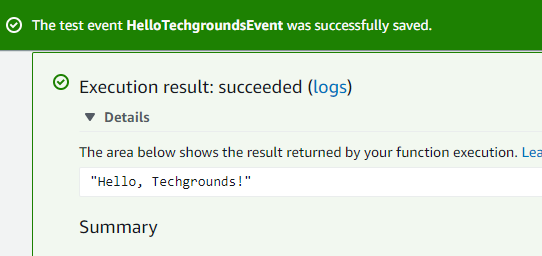 The test event HelloTechgroundsEvent was successfully saved.
Execution result: succeeded (logs)
Details
The area below shows the result returned by your function execution. Lea
"Hello, Techgrounds!"
Summary